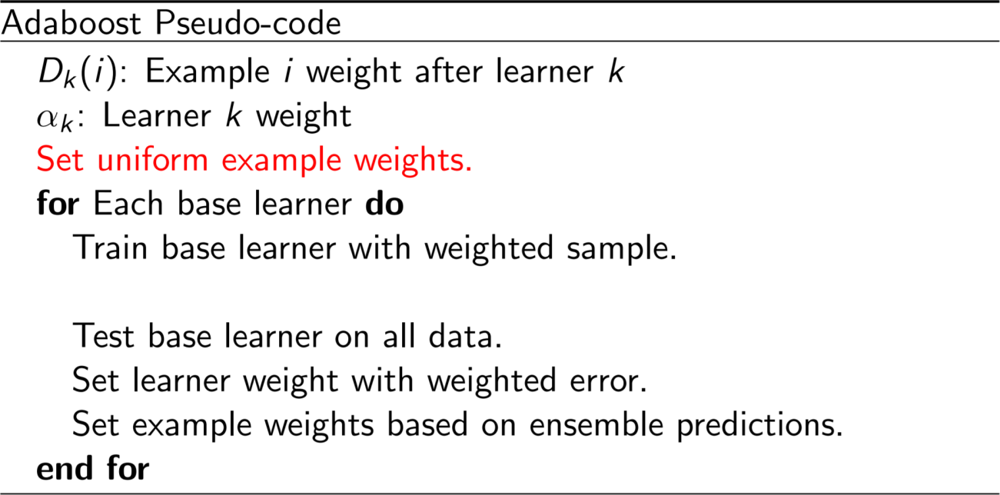 Adaboost Pseudo-code
Dₖ(i): Example i weight after learner k
αₖ: Learner k weight
Set uniform example weights.
for Each base learner do
Train base learner with weighted sample.
Test base learner on all data.
Set learner weight with weighted error.
Set example weights based on ensemble predictions.
end for